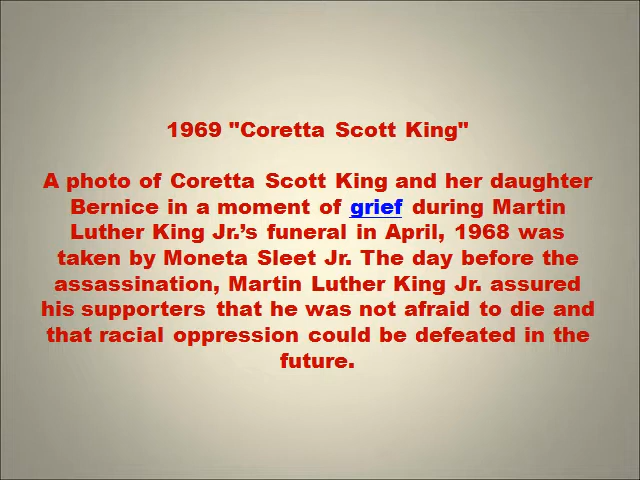 1969 "Coretta Scott King"
A photo of Coretta Scott King and her daughter
Bernice in a moment of grief during Martin
Luther King Jr.’s funeral in April, 1968 was
taken by Moneta Sleet Jr. The day before the
assassination, Martin Luther King Jr. assured
his supporters that he was not afraid to die and
that racial oppression could be defeated in the
future.